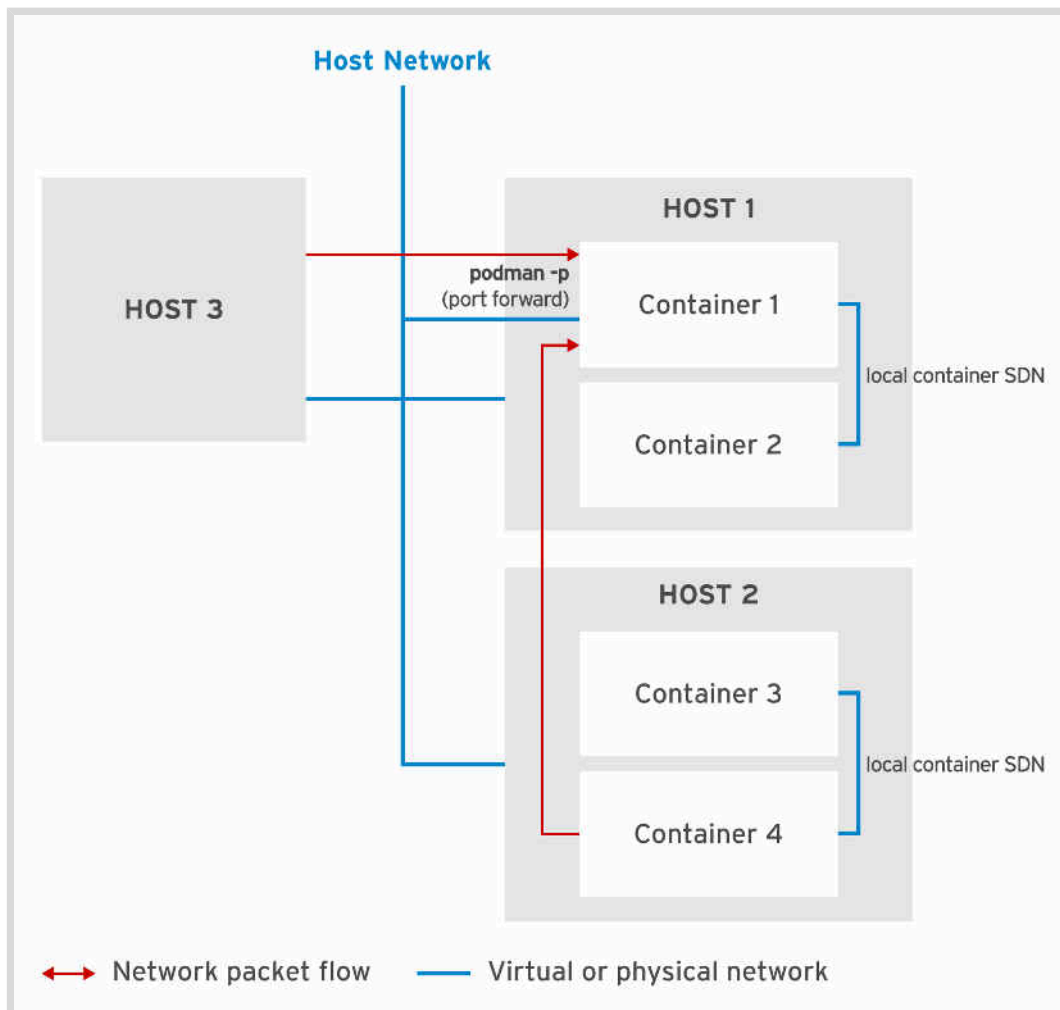 Host Network
HOST 1
podman -p
(port forward)
Container 1
HOST 3
local container SDN
Container 2
HOST 2
Container 3
local container SDN
Container 4
Network packet flow
Virtual or physical network